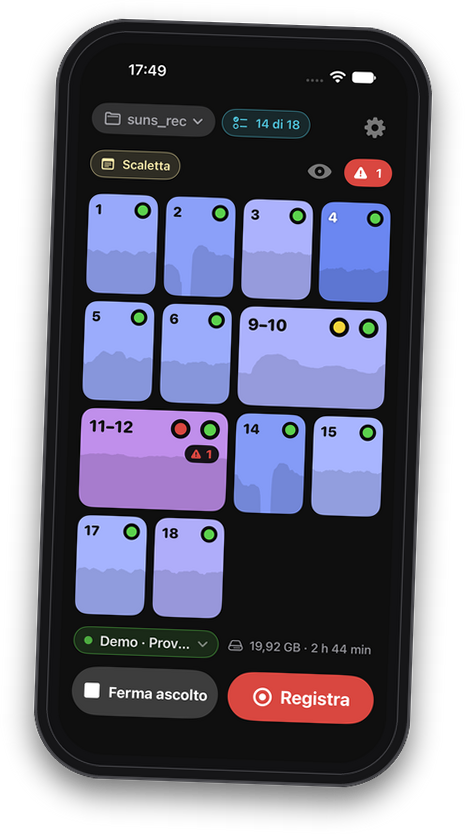 17:49
suns_rec
14 di 18
Scaletta
1
1
2
3
4
5
6
9–10
11–12
1
14
15
17
18
Demo · Prov...
19,92 GB · 2 h 44 min
Ferma ascolto
Registra